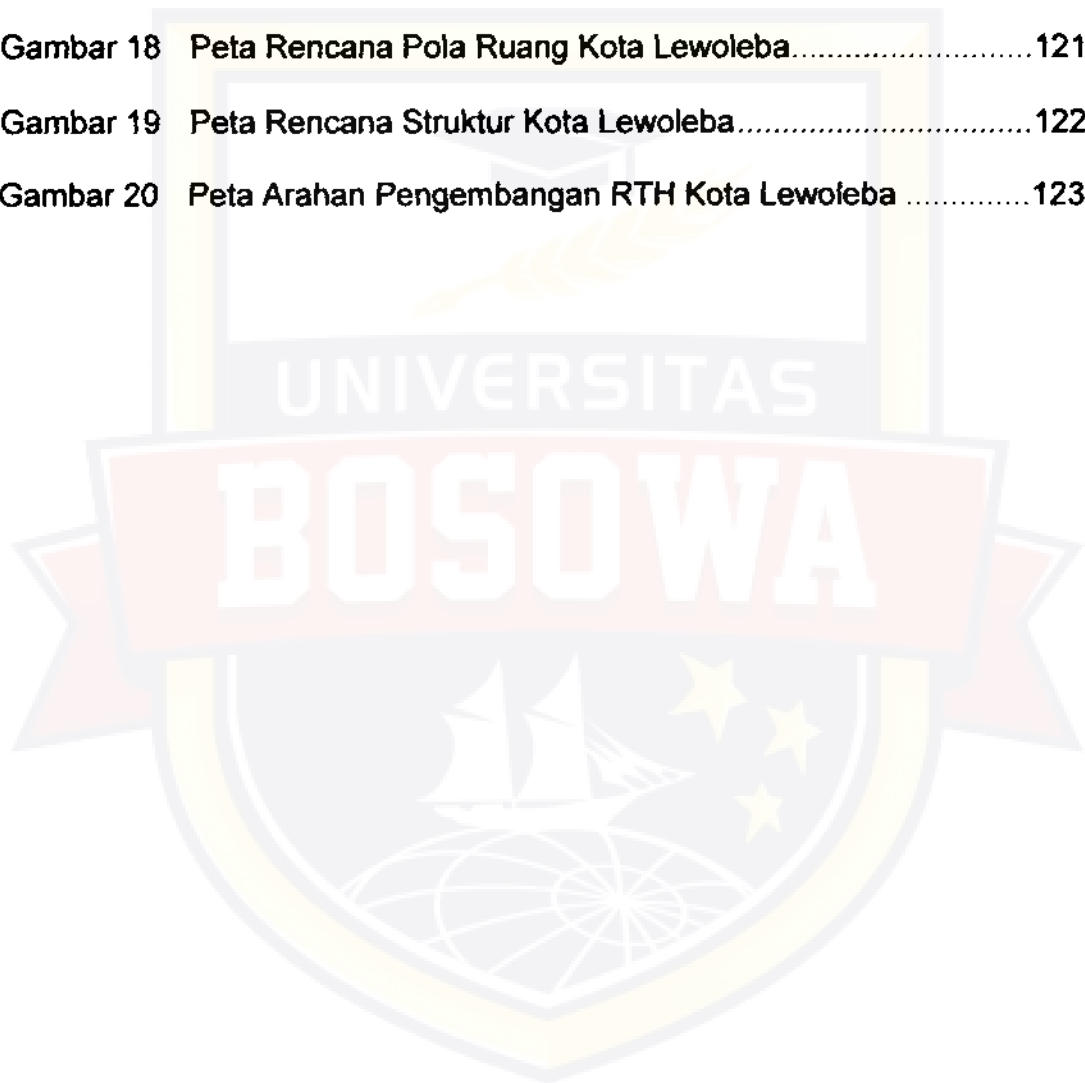 Gambar 18 Peta Rencana Pola Ruang Kota Lewoleba...........................121
Gambar 19 Peta Rencana Struktur Kota Lewoleba.................................122
Gambar 20 Peta Arahan Pengembangan RTH Kota Lewoleba ..............123
UNIVERSITAS
BOSOWA